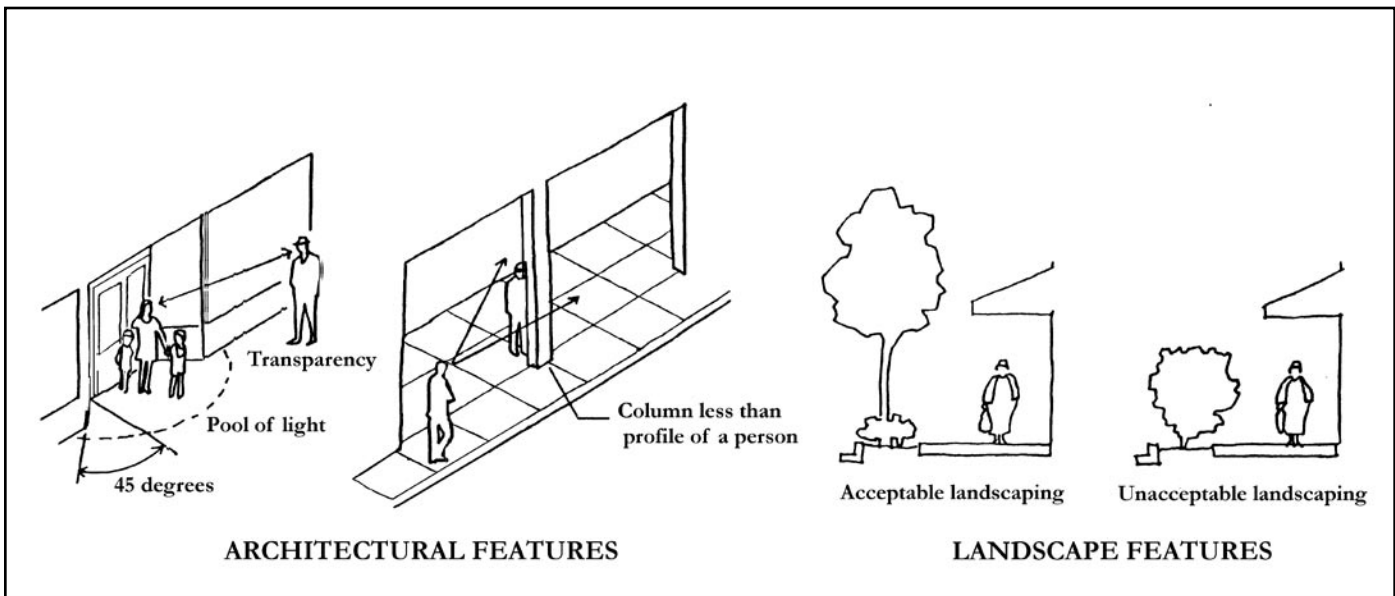 Transparency
Pool of light
45 degrees
Column less than
profile of a person
ARCHITECTURAL FEATURES
Acceptable landscaping
Unacceptable landscaping
LANDSCAPE FEATURES